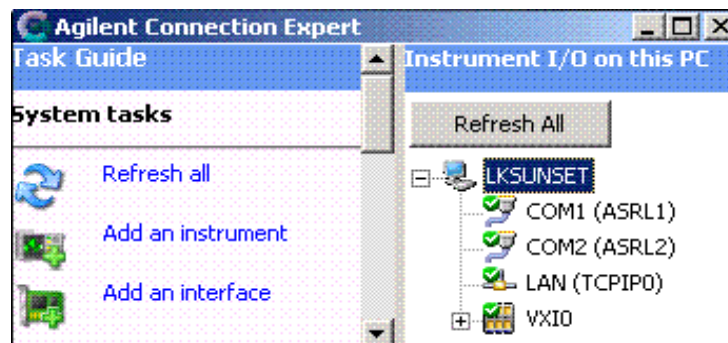 Agilent Connection Expert
Task Guide
System tasks
Refresh all
Add an instrument
Add an interface
Instrument I/O on this PC
Refresh All
LKSUNSET
COM1 (ASRL1)
COM2 (ASRL2)
LAN (TCPIP0)
VXI0